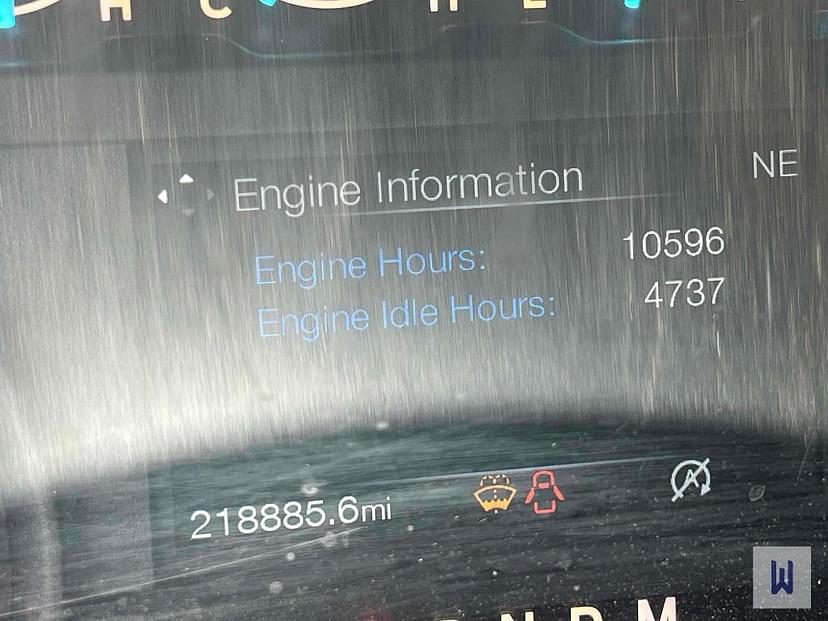 H C H E
NE
Engine Information
Engine Hours: 10596
Engine Idle Hours: 4737
218885.6mi
N D M
W